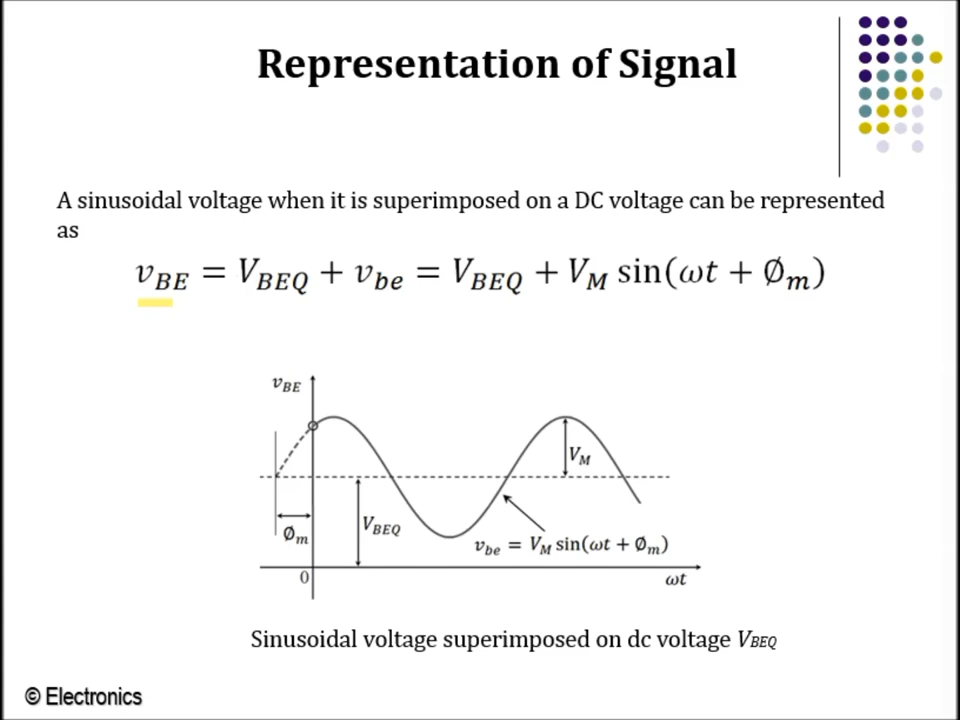 Representation of Signal
A sinusoidal voltage when it is superimposed on a DC voltage can be represented
as
v_BE = V_BEQ + v_be = V_BEQ + V_M sin(ωt + Ø_m)
v_BE
V_M
V_BEQ
Ø_m
v_be = V_M sin(ωt + Ø_m)
0
ωt
Sinusoidal voltage superimposed on dc voltage V_BEQ
© Electronics